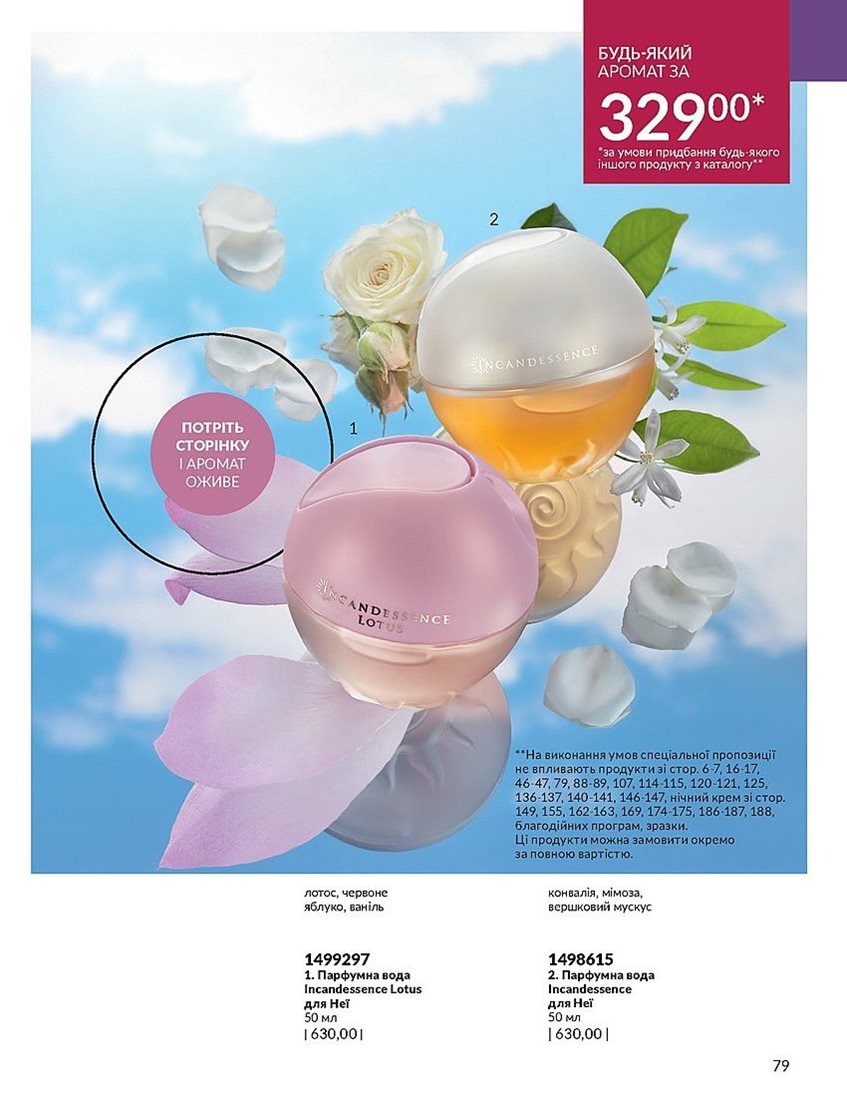 БУДЬ-ЯКИЙ
АРОМАТ ЗА
329⁰⁰*
*за умови придбання будь-якого
іншого продукту з каталогу**
2
INCANDESSENCE
ПОТРІТЬ
СТОРІНКУ
І АРОМАТ
ОЖИВЕ
1
INCANDESSENCE
LOTUS
**На виконання умов спеціальної пропозиції
не впливають продукти зі стор. 6-7, 16-17,
46-47, 79, 88-89, 107, 114-115, 120-121, 125,
136-137, 140-141, 146-147, нічний крем зі стор.
149, 155, 162-163, 169, 174-175, 186-187, 188,
благодійних програм, зразки.
Ці продукти можна замовити окремо
за повною вартістю.
лотос, червоне
яблуко, ваніль
1499297
1. Парфумна вода
Incandessence Lotus
для Неї
50 мл
| 630,00 |
конвалія, мімоза,
вершковий мускус
1498615
2. Парфумна вода
Incandessence
для Неї
50 мл
| 630,00 |
79